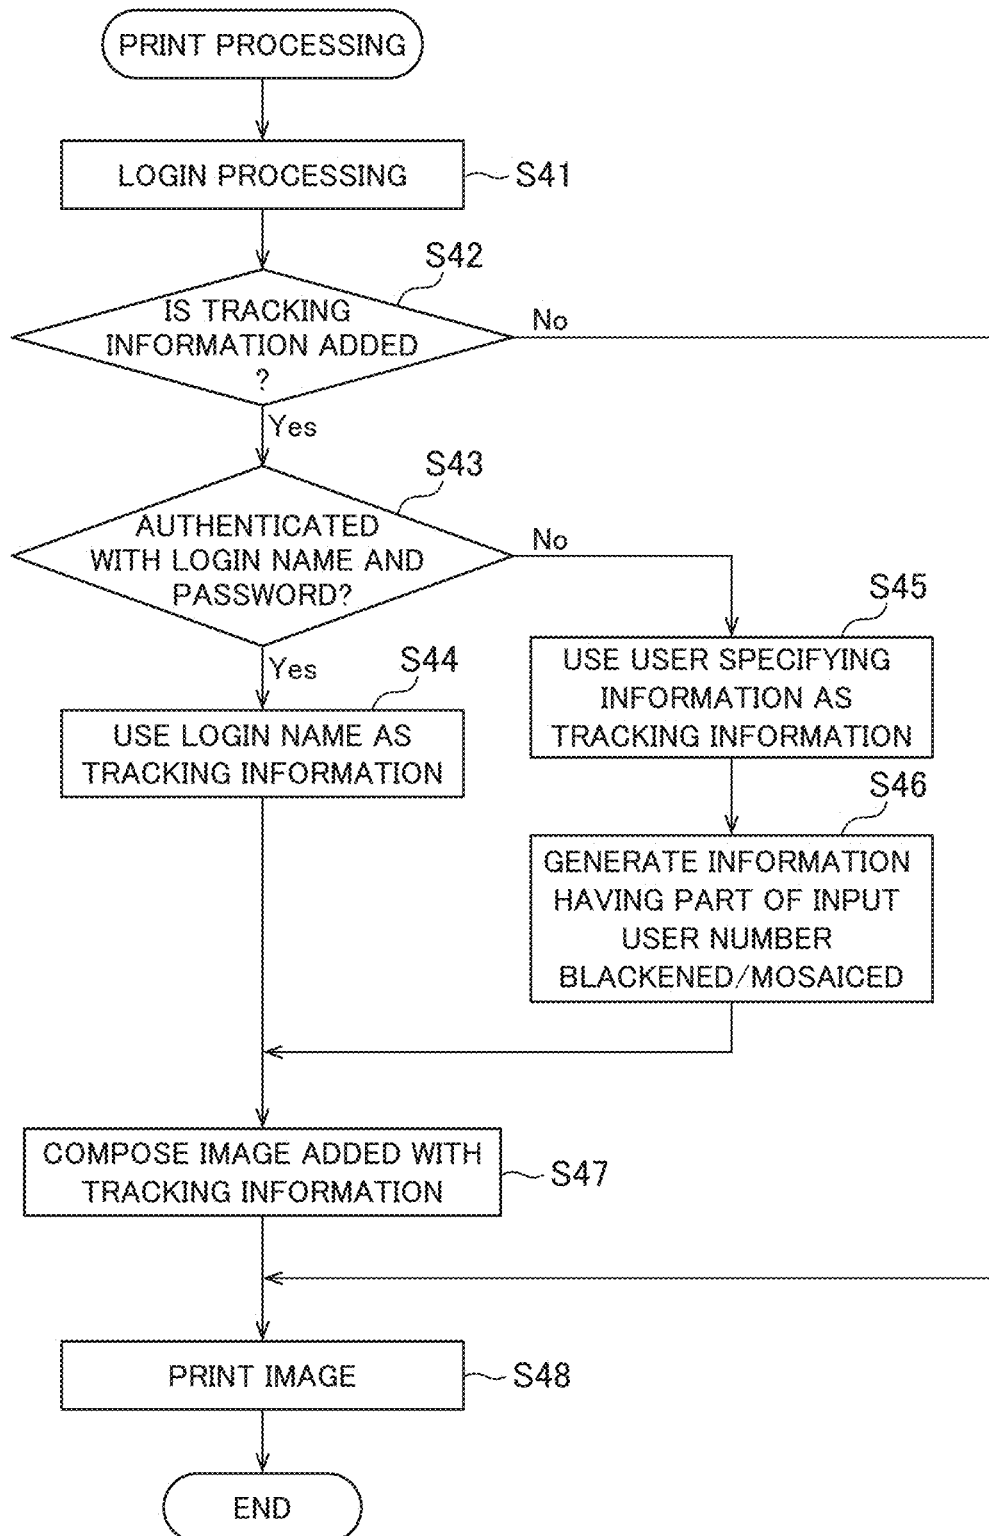 PRINT PROCESSING
LOGIN PROCESSING
S41
S42
IS TRACKING
INFORMATION ADDED
?
No
Yes
S43
AUTHENTICATED
WITH LOGIN NAME AND
PASSWORD?
No
Yes
S44
USE LOGIN NAME AS
TRACKING INFORMATION
S45
USE USER SPECIFYING
INFORMATION AS
TRACKING INFORMATION
S46
GENERATE INFORMATION
HAVING PART OF INPUT
USER NUMBER
BLACKENED/MOSAICED
COMPOSE IMAGE ADDED WITH
TRACKING INFORMATION
S47
PRINT IMAGE
S48
END